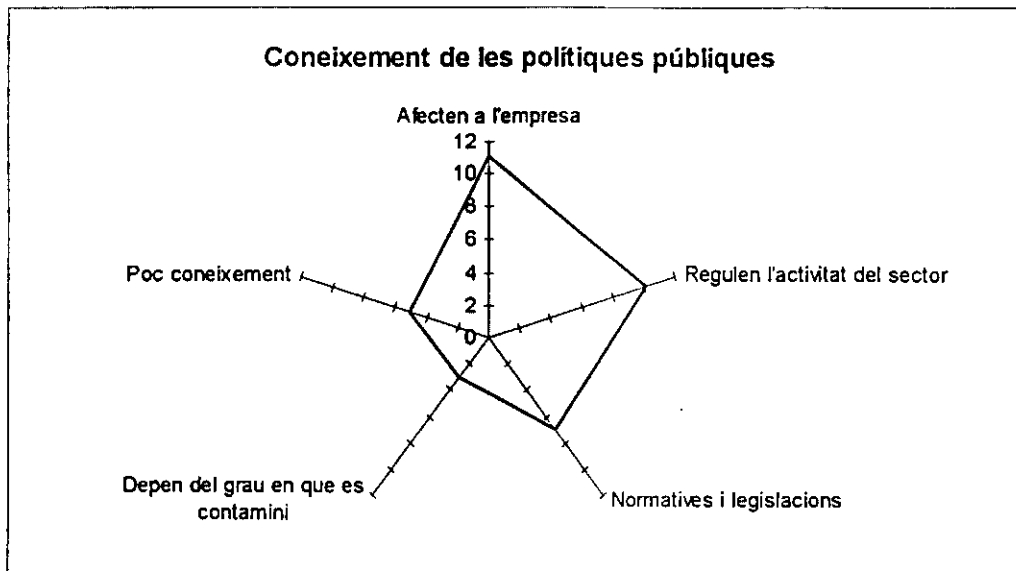 Coneixement de les polítiques públiques
Afecten a l'empresa
12
10
8
6
4
2
0
Poc coneixement
Regulen l'activitat del sector
Depen del grau en que es
contamini
Normatives i legislacions